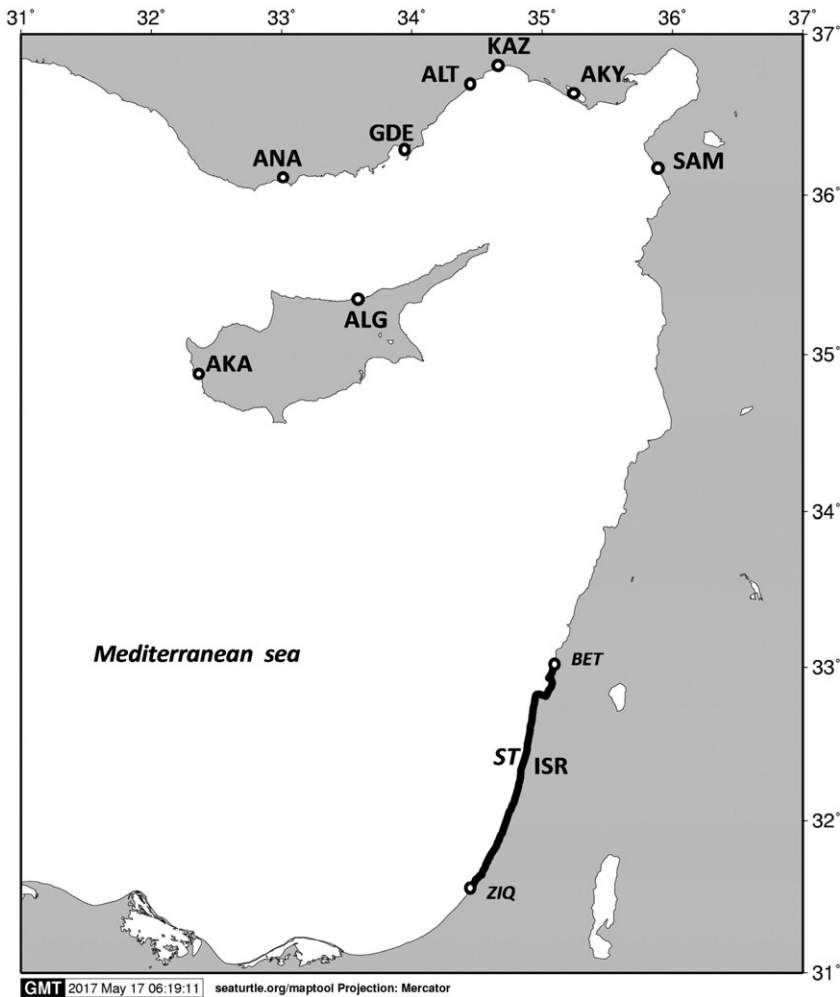 31° 32° 33° 34° 35° 36° 37°
37°
KAZ
ALT AKY
GDE
ANA SAM
36°
ALG
AKA
35°
34°
Mediterranean sea
33°
BET
ST ISR
32°
ZIQ
31°
GMT 2017 May 17 06:19:11 seaturtle.org/maptool Projection: Mercator